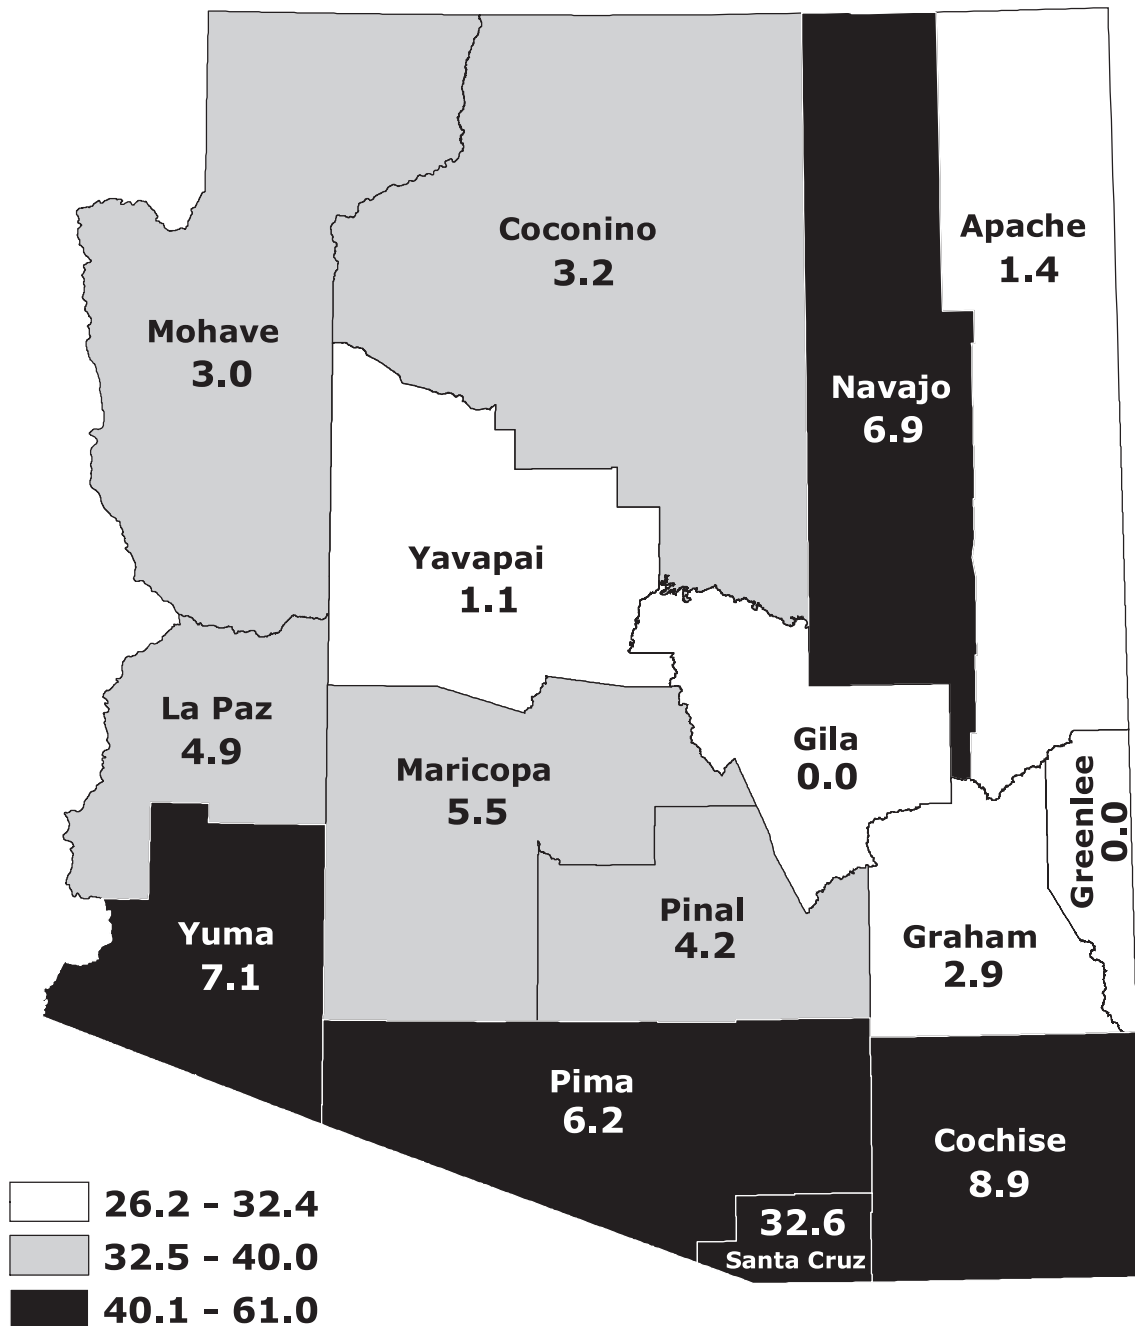 Coconino
3.2
Apache
1.4
Mohave
3.0
Navajo
6.9
Yavapai
1.1
La Paz
4.9
Maricopa
5.5
Gila
0.0
Greenlee
0.0
Pinal
4.2
Graham
2.9
Yuma
7.1
Pima
6.2
Cochise
8.9
32.6
Santa Cruz
26.2 - 32.4
32.5 - 40.0
40.1 - 61.0